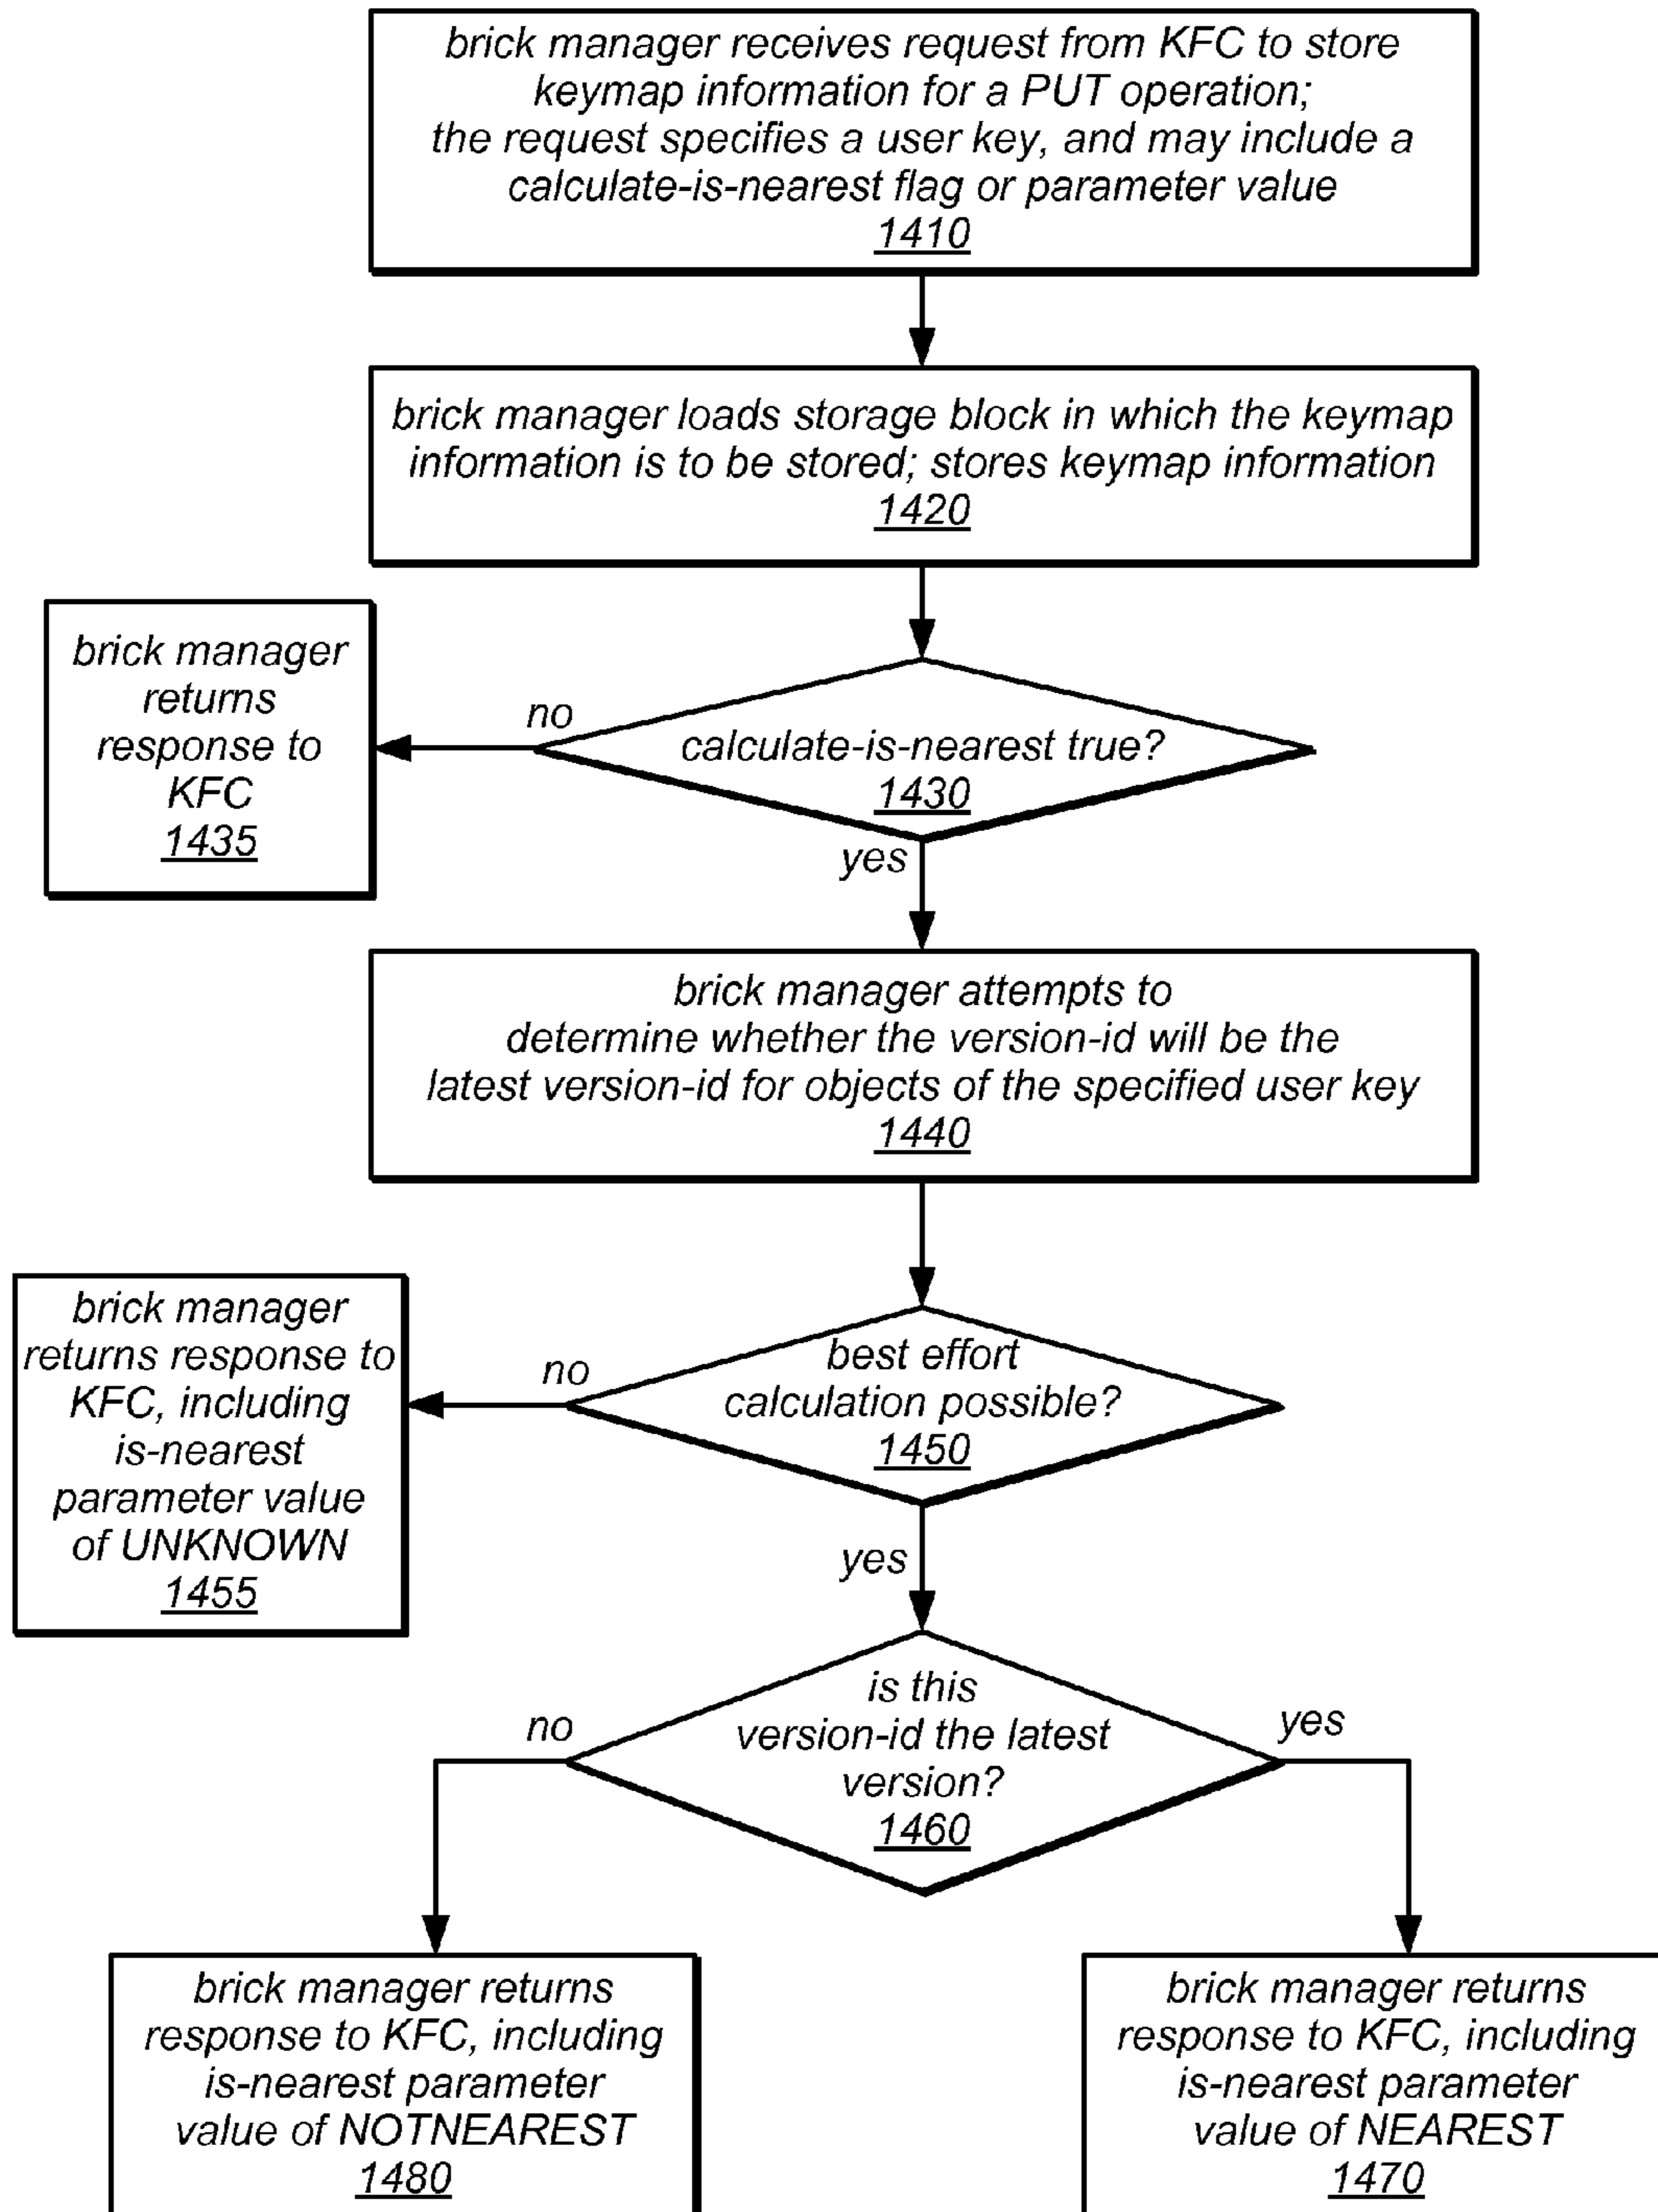 brick manager receives request from KFC to store
keymap information for a PUT operation;
the request specifies a user key, and may include a
calculate-is-nearest flag or parameter value
1410
brick manager loads storage block in which the keymap
information is to be stored; stores keymap information
1420
brick manager
returns
response to
KFC
1435
no
calculate-is-nearest true?
1430
yes
brick manager attempts to
determine whether the version-id will be the
latest version-id for objects of the specified user key
1440
brick manager
returns response to
KFC, including
is-nearest
parameter value
of UNKNOWN
1455
no
best effort
calculation possible?
1450
yes
is this
version-id the latest
version?
1460
no
yes
brick manager returns
response to KFC, including
is-nearest parameter
value of NOTNEAREST
1480
brick manager returns
response to KFC, including
is-nearest parameter
value of NEAREST
1470